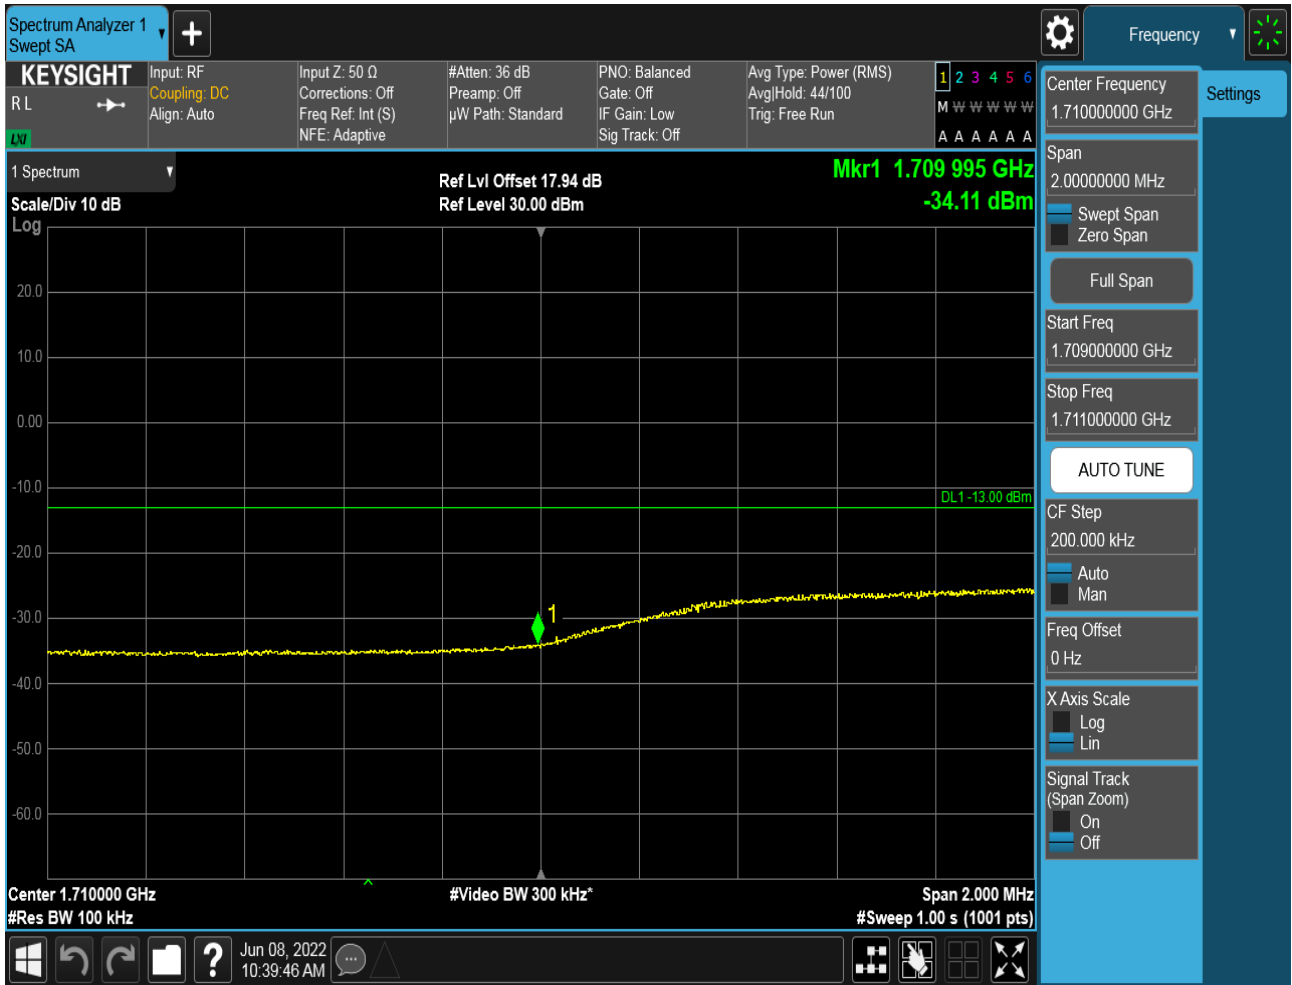 Spectrum Analyzer 1
Swept SA
Frequency
KEYSIGHT
R L
LXI
Input: RF
Coupling: DC
Align: Auto
Input Z: 50 Ω
Corrections: Off
Freq Ref: Int (S)
NFE: Adaptive
#Atten: 36 dB
Preamp: Off
µW Path: Standard
PNO: Balanced
Gate: Off
IF Gain: Low
Sig Track: Off
Avg Type: Power (RMS)
Avg|Hold: 44/100
Trig: Free Run
1 2 3 4 5 6
M W W W W W
A A A A A A
1 Spectrum
Scale/Div 10 dB
Log
Ref Lvl Offset 17.94 dB
Ref Level 30.00 dBm
Mkr1 1.709 995 GHz
-34.11 dBm
20.0
10.0
0.00
-10.0
-20.0
-30.0
-40.0
-50.0
-60.0
DL1 -13.00 dBm
1
Center 1.710000 GHz
#Res BW 100 kHz
#Video BW 300 kHz*
Span 2.000 MHz
#Sweep 1.00 s (1001 pts)
Jun 08, 2022
10:39:46 AM
Settings
Center Frequency
1.710000000 GHz
Span
2.00000000 MHz
Swept Span
Zero Span
Full Span
Start Freq
1.709000000 GHz
Stop Freq
1.711000000 GHz
AUTO TUNE
CF Step
200.000 kHz
Auto
Man
Freq Offset
0 Hz
X Axis Scale
Log
Lin
Signal Track
(Span Zoom)
On
Off